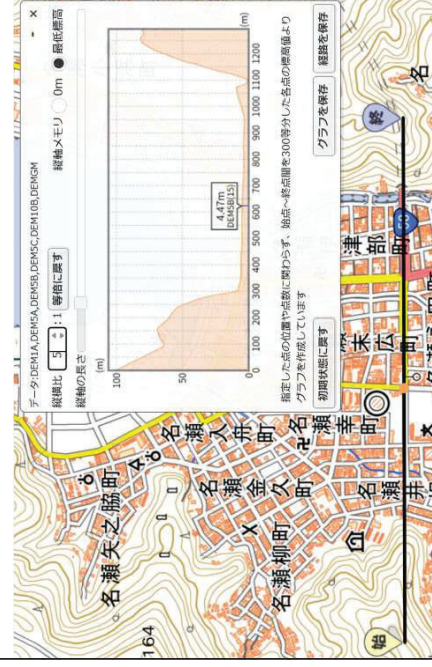 データ:DEM1A,DEM5A,DEM5B,DEM5C,DEM10B,DEMGM
- ×
縦横比 5 :1 等倍に戻す 縦軸メモリ 0m 最低標高
縦軸の長さ
(m)
100
50
0
4.47m
DEM5B(15)
0 100 200 300 400 500 600 700 800 900 1000 1100 1200 (m)
指定した点の位置や点数に関わらず、始点~終点間を300等分した各点の標高値より
グラフを作成しています
初期状態に戻す グラフを保存 経路を保存
名瀬矢之脇町
164
名瀬入舟町
名瀬金久町
名瀬柳町
名瀬幸町
末広町
津部町
名瀬井
名
58
始
終